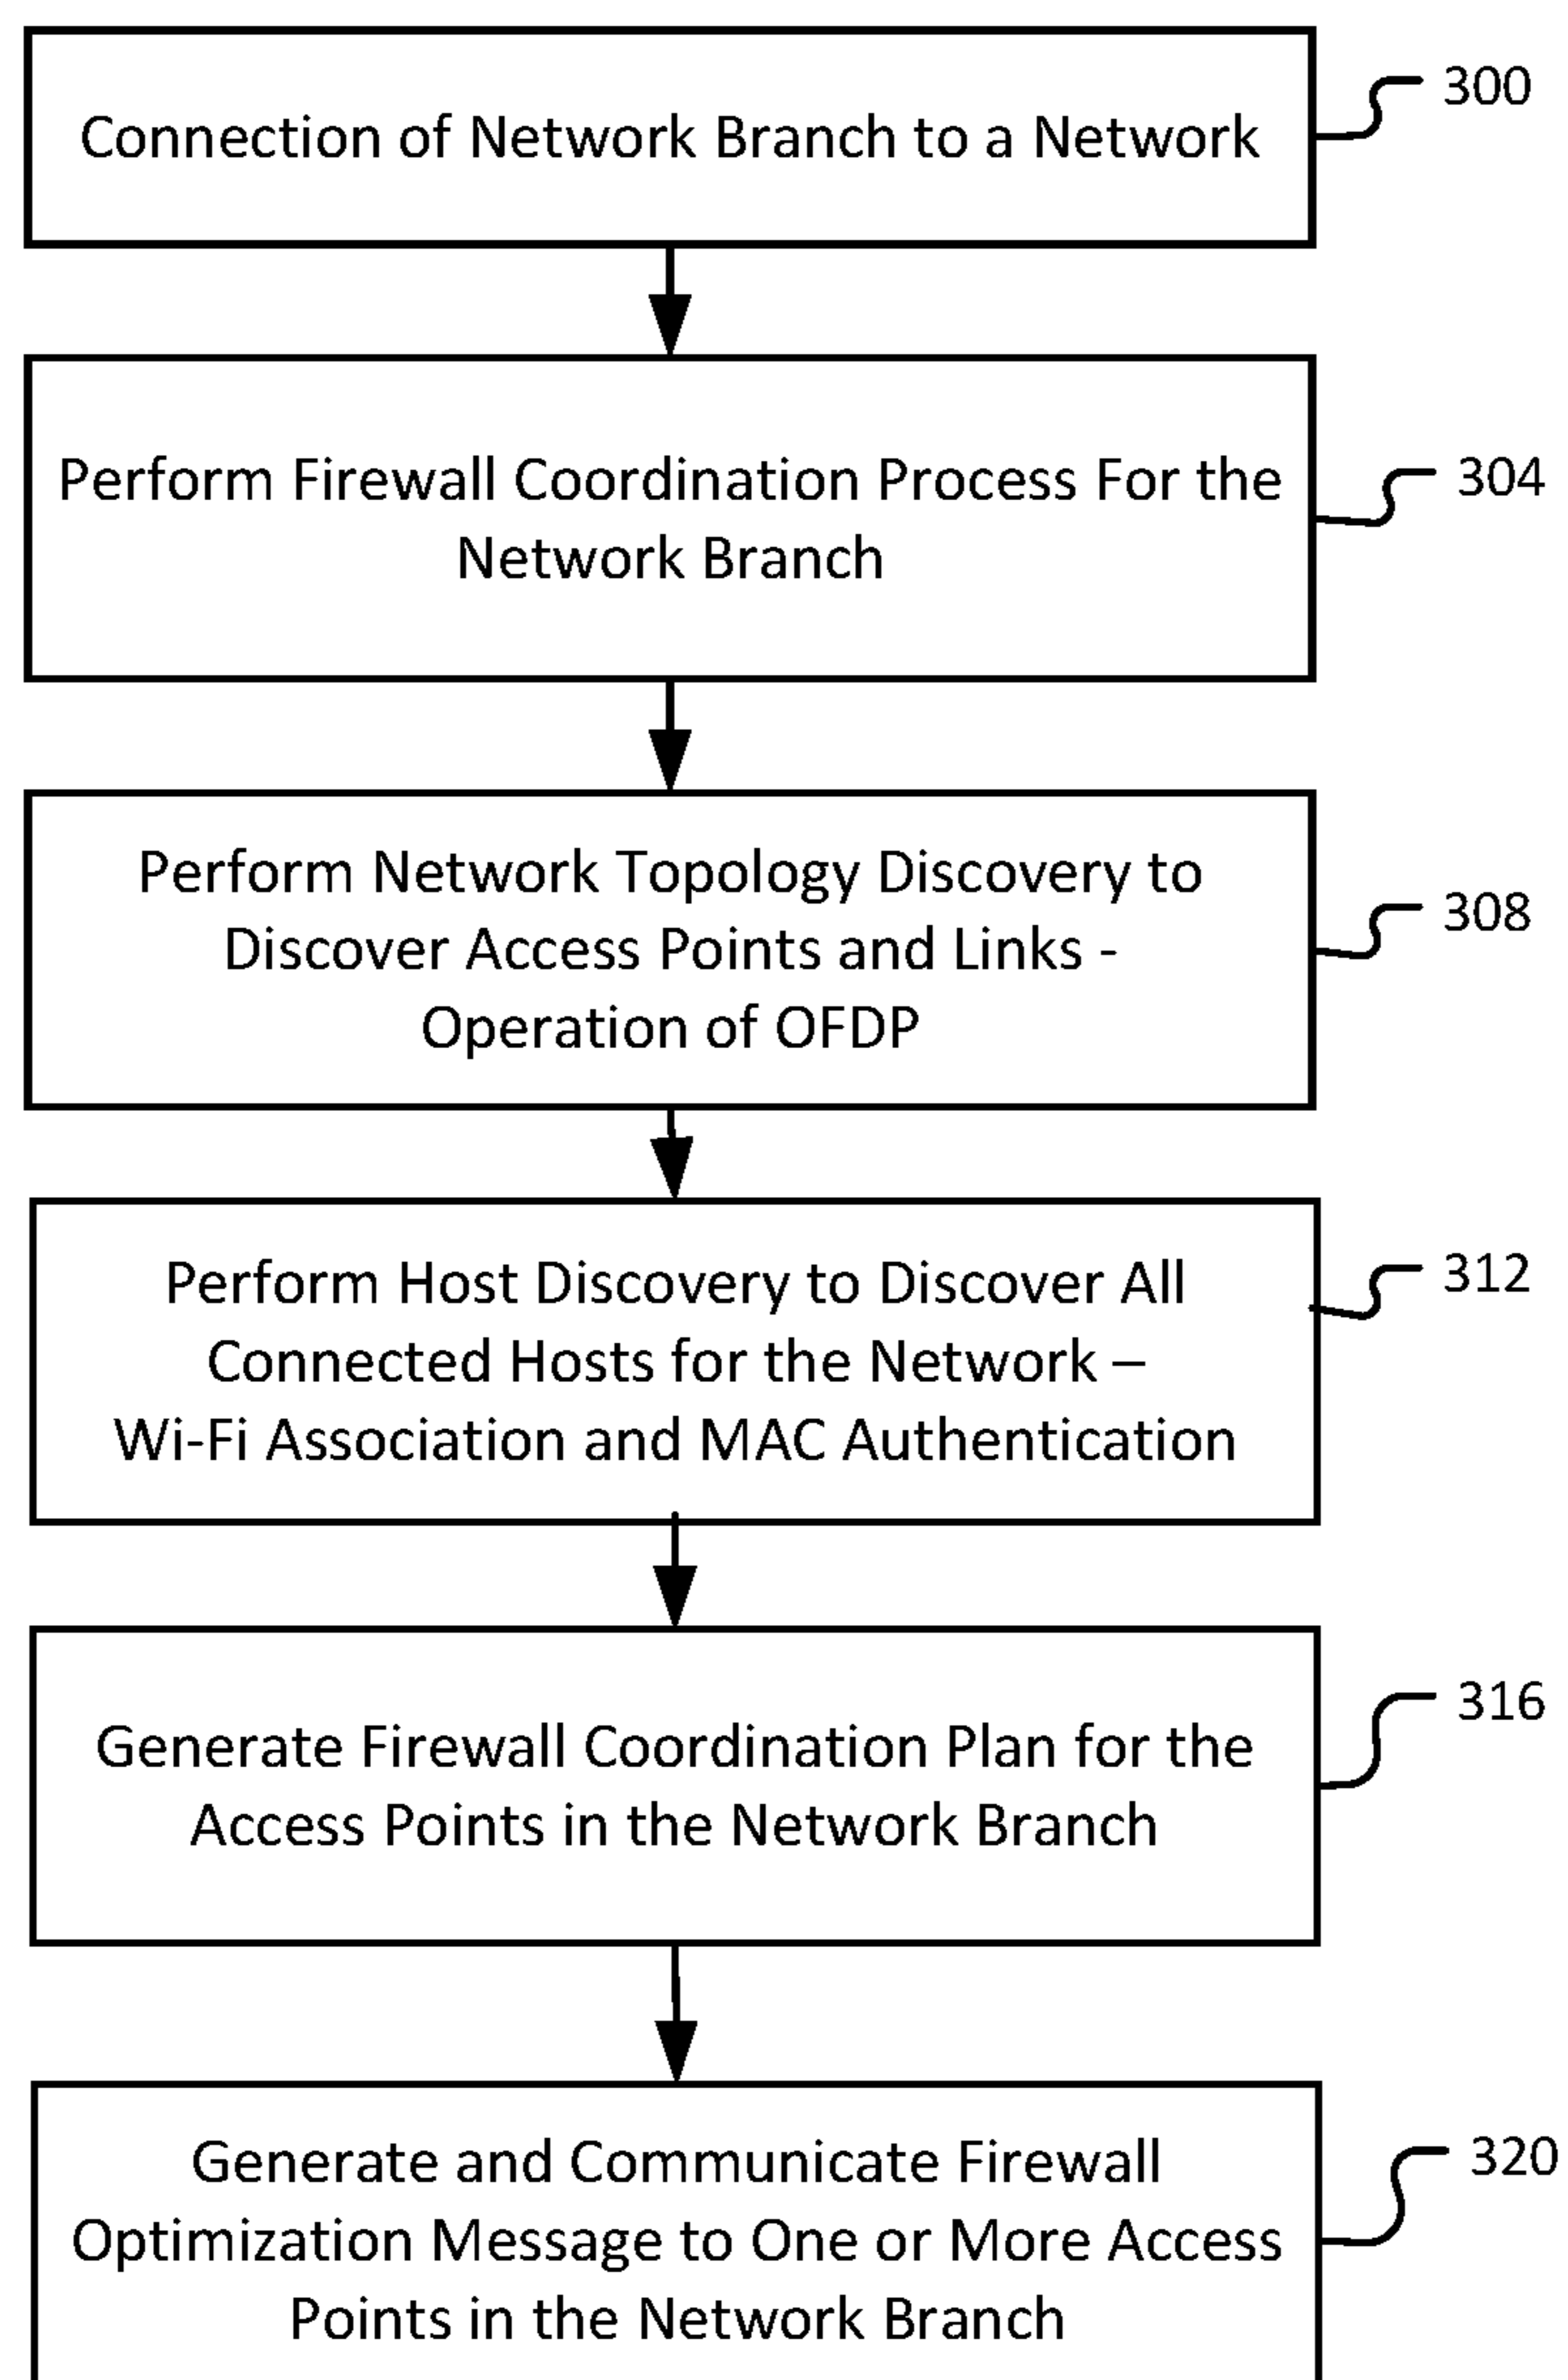 Connection of Network Branch to a Network
300
Perform Firewall Coordination Process For the
Network Branch
304
Perform Network Topology Discovery to
Discover Access Points and Links -
Operation of OFDP
308
Perform Host Discovery to Discover All
Connected Hosts for the Network –
Wi-Fi Association and MAC Authentication
312
Generate Firewall Coordination Plan for the
Access Points in the Network Branch
316
Generate and Communicate Firewall
Optimization Message to One or More Access
Points in the Network Branch
320